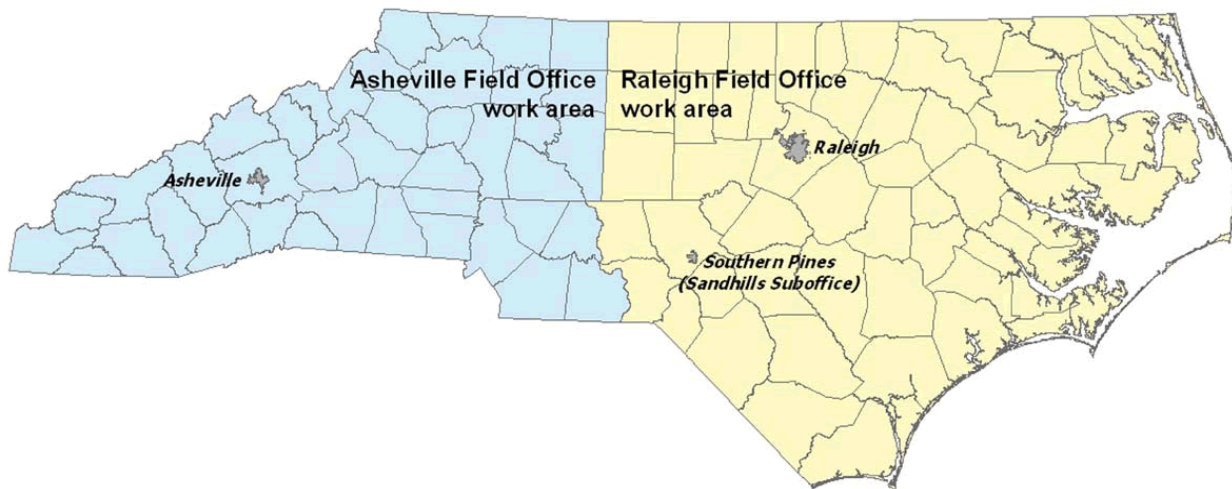 Asheville Field Office
work area
Raleigh Field Office
work area
Raleigh
Asheville
Southern Pines
(Sandhills Suboffice)